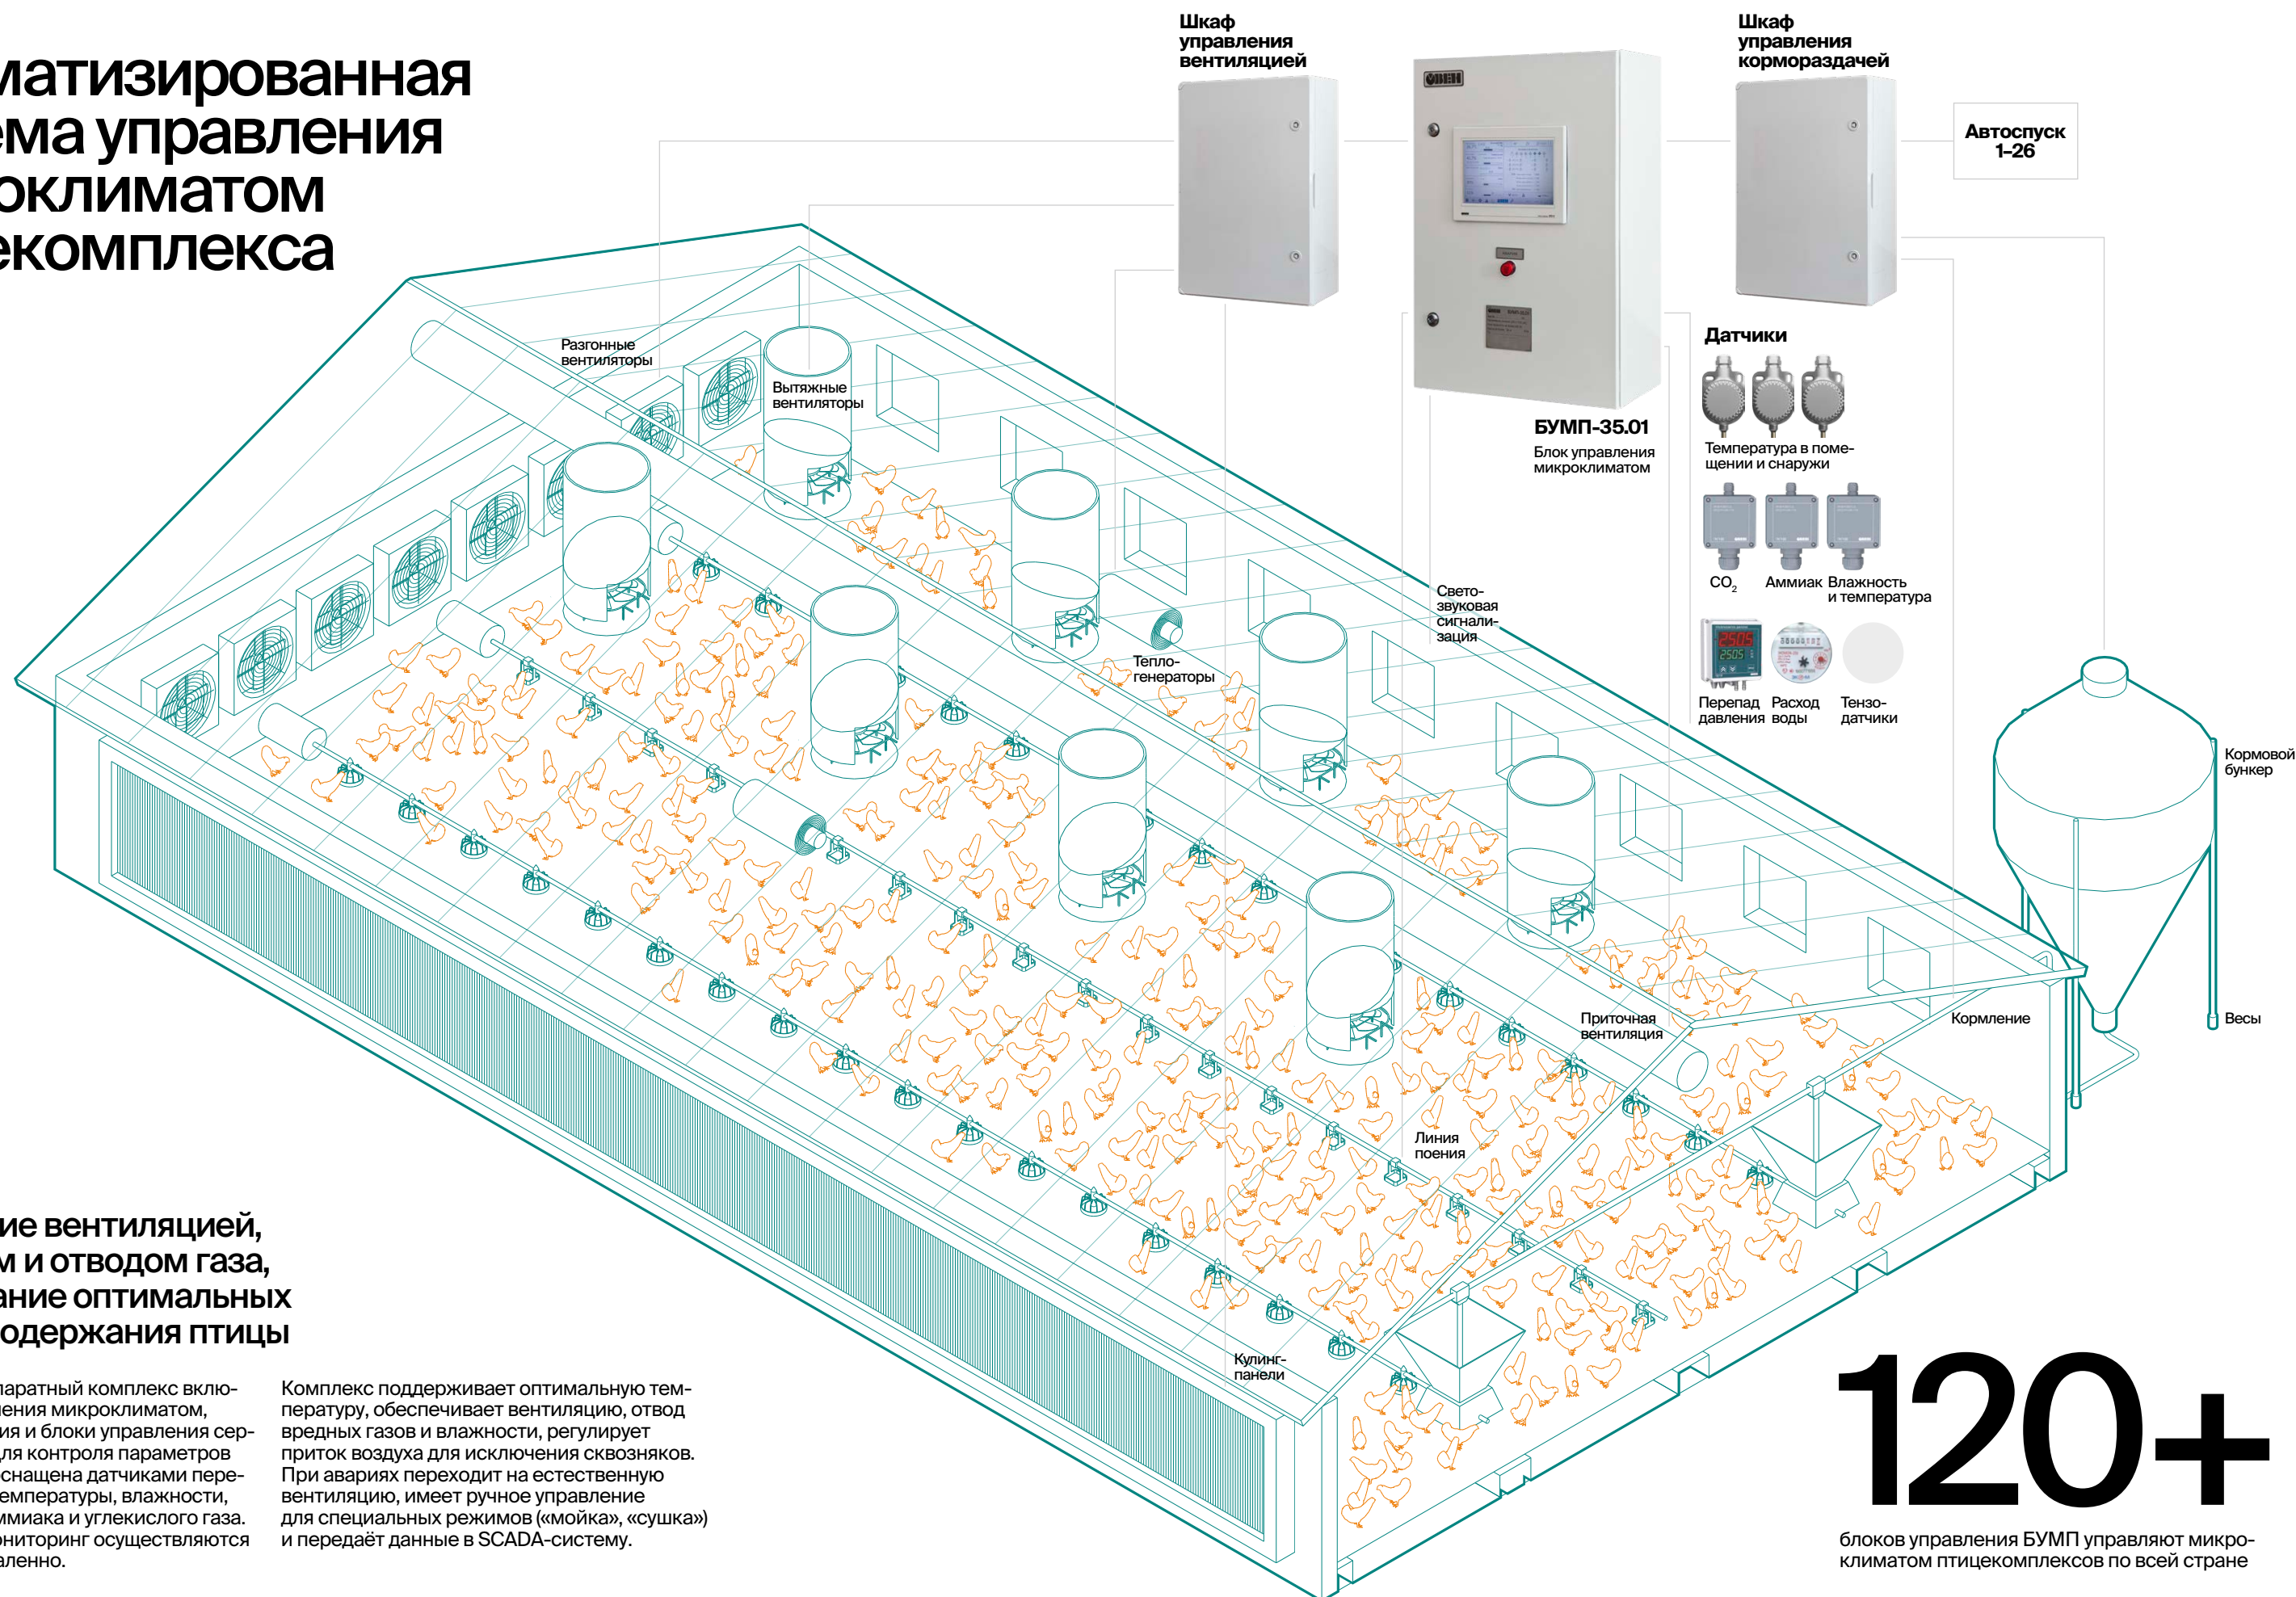 матизированная
ема управления
оклиматом
екомплекса
Шкаф
управления
вентиляцией
ОВЕН
Шкаф
управления
кормораздачей
Автоспуск
1–26
БУМП-35.01
Блок управления
микроклиматом
Датчики
Температура в поме-
щении и снаружи
CO₂
Аммиак
Влажность
и температура
Перепад
давления
Расход
воды
Тензо-
датчики
Разгонные
вентиляторы
Вытяжные
вентиляторы
Тепло-
генераторы
Свето-
звуковая
сигнали-
зация
Кормовой
бункер
Весы
Приточная
вентиляция
Кормление
Линия
поения
Кулинг-
панели
ие вентиляцией,
м и отводом газа,
ание оптимальных
одержания птицы
паратный комплекс вклю-
ления микроклиматом,
ия и блоки управления сер-
для контроля параметров
оснащена датчиками пере-
емпературы, влажности,
ммиака и углекислого газа.
ониторинг осуществляются
аленно.
Комплекс поддерживает оптимальную тем-
пературу, обеспечивает вентиляцию, отвод
вредных газов и влажности, регулирует
приток воздуха для исключения сквозняков.
При авариях переходит на естественную
вентиляцию, имеет ручное управление
для специальных режимов («мойка», «сушка»)
и передаёт данные в SCADA-систему.
120+
блоков управления БУМП управляют микро-
климатом птицекомплексов по всей стране